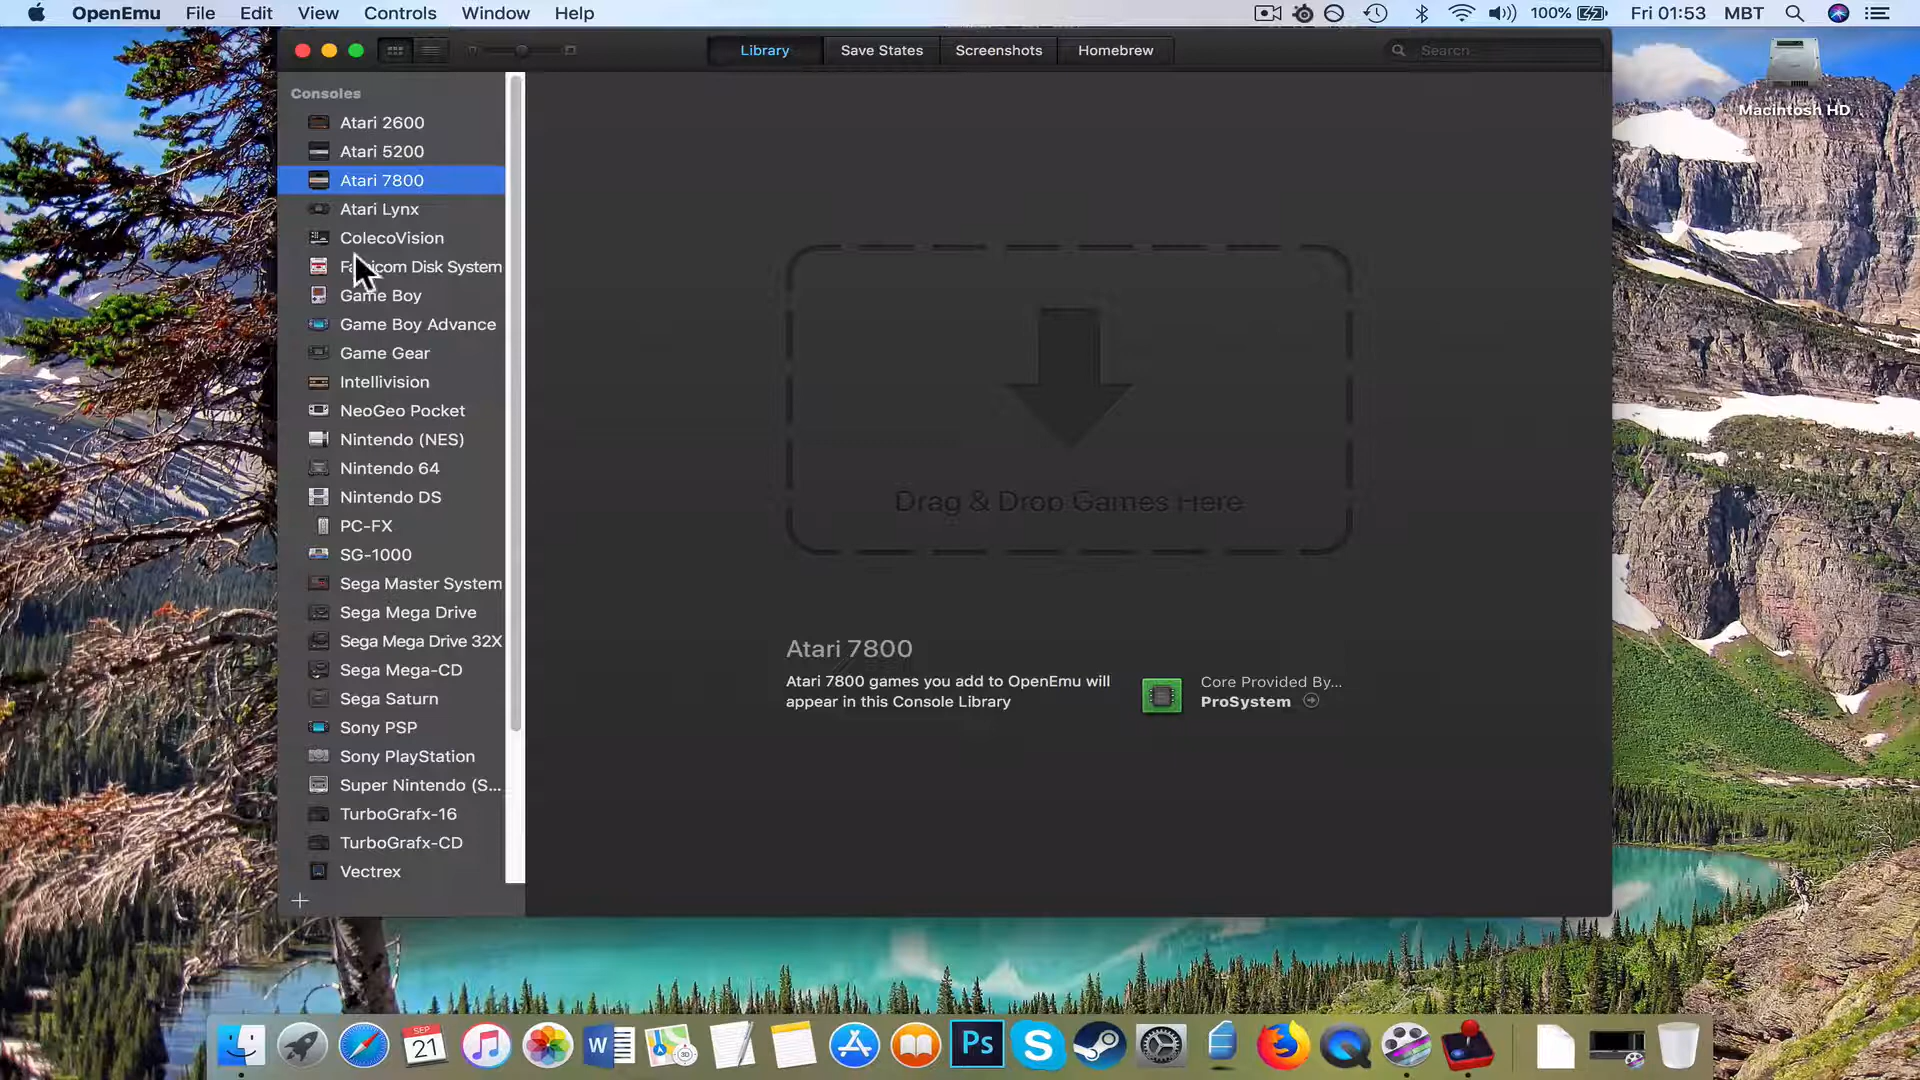 OpenEmu File Edit View Controls Window Help 100% Fri 01:53 MBT
Library Save States Screenshots Homebrew Search
Macintosh HD
Consoles
Atari 2600
Atari 5200
Atari 7800
Atari Lynx
ColecoVision
Famicom Disk System
Game Boy
Game Boy Advance
Game Gear
Intellivision
NeoGeo Pocket
Nintendo (NES)
Nintendo 64
Nintendo DS
PC-FX
SG-1000
Sega Master System
Sega Mega Drive
Sega Mega Drive 32X
Sega Mega-CD
Sega Saturn
Sony PSP
Sony PlayStation
Super Nintendo (S...
TurboGrafx-16
TurboGrafx-CD
Vectrex
Drag & Drop Games Here
Atari 7800
Atari 7800 games you add to OpenEmu will
appear in this Console Library
Core Provided By...
ProSystem
SEP
21
W
3D
Ps
S